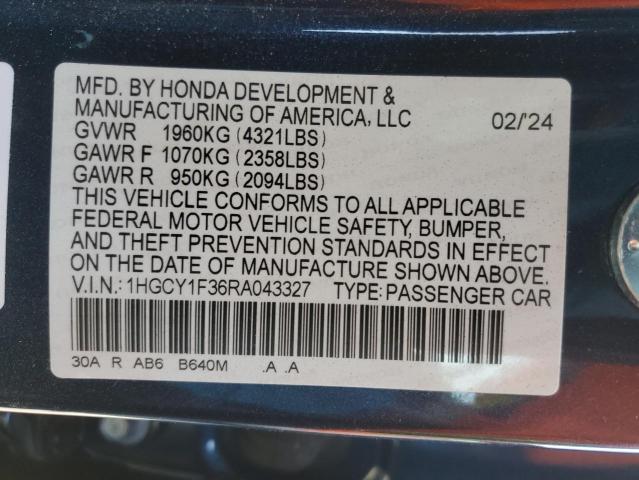 MFD. BY HONDA DEVELOPMENT &
MANUFACTURING OF AMERICA, LLC 02/'24
GVWR 1960KG (4321LBS)
GAWR F 1070KG (2358LBS)
GAWR R 950KG (2094LBS)
THIS VEHICLE CONFORMS TO ALL APPLICABLE
FEDERAL MOTOR VEHICLE SAFETY, BUMPER,
AND THEFT PREVENTION STANDARDS IN EFFECT
ON THE DATE OF MANUFACTURE SHOWN ABOVE.
V.I.N.: 1HGCY1F36RA043327 TYPE: PASSENGER CAR
30A R AB6 B640M .A .A